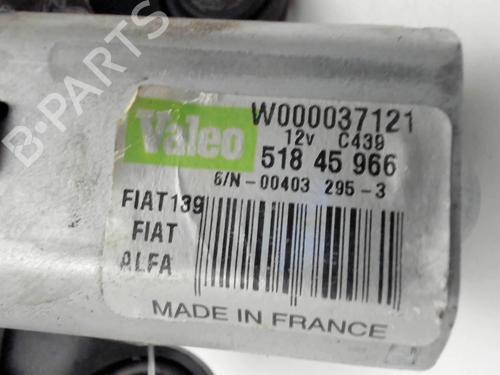 Valeo
W000037121
12v C439
518 45 966
S/N-00403 295-3
FIAT139
FIAT
ALFA
MADE IN FRANCE
B-PARTS